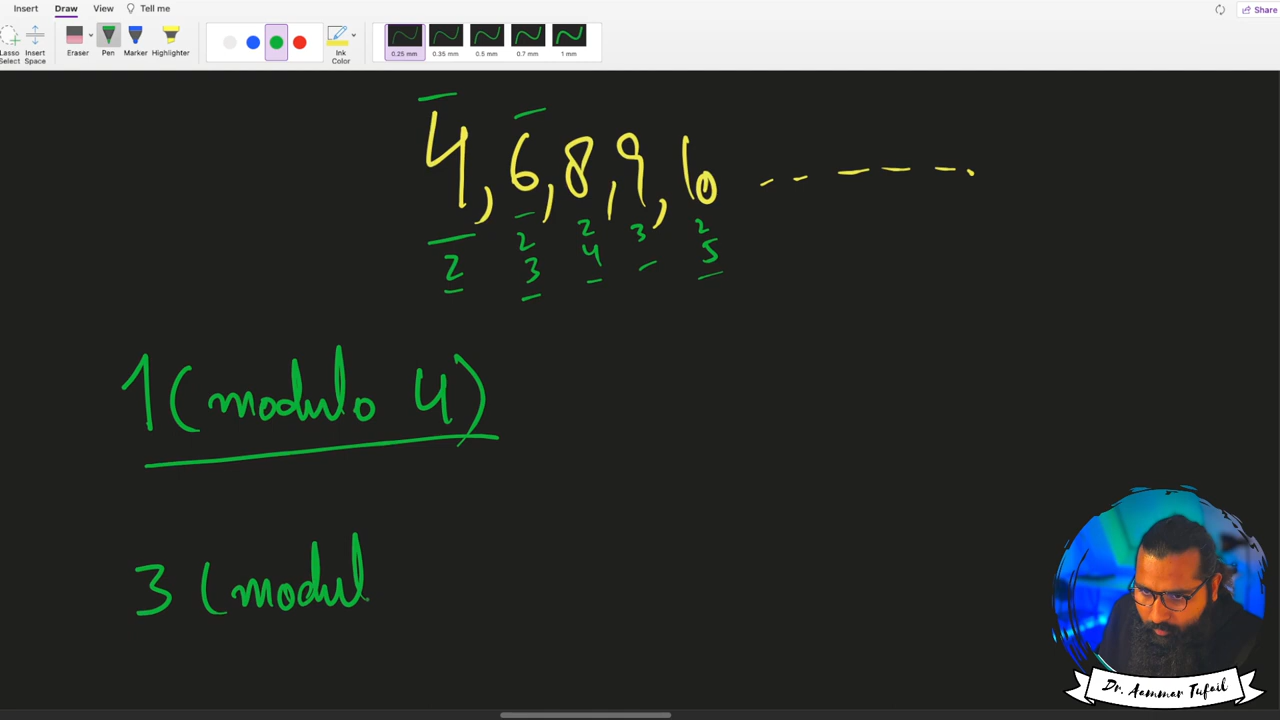 Insert Draw View Tell me
Share
Lasso Select
Insert Space
Eraser
Pen
Marker
Highlighter
Ink Color
0.25 mm
0.35 mm
0.5 mm
0.7 mm
1 mm
4, 6, 8, 9, 10 -------.
2 2 3 2
2 3 4 5
1 (modulo 4)
3 (modul
Dr. Aammar Tufail